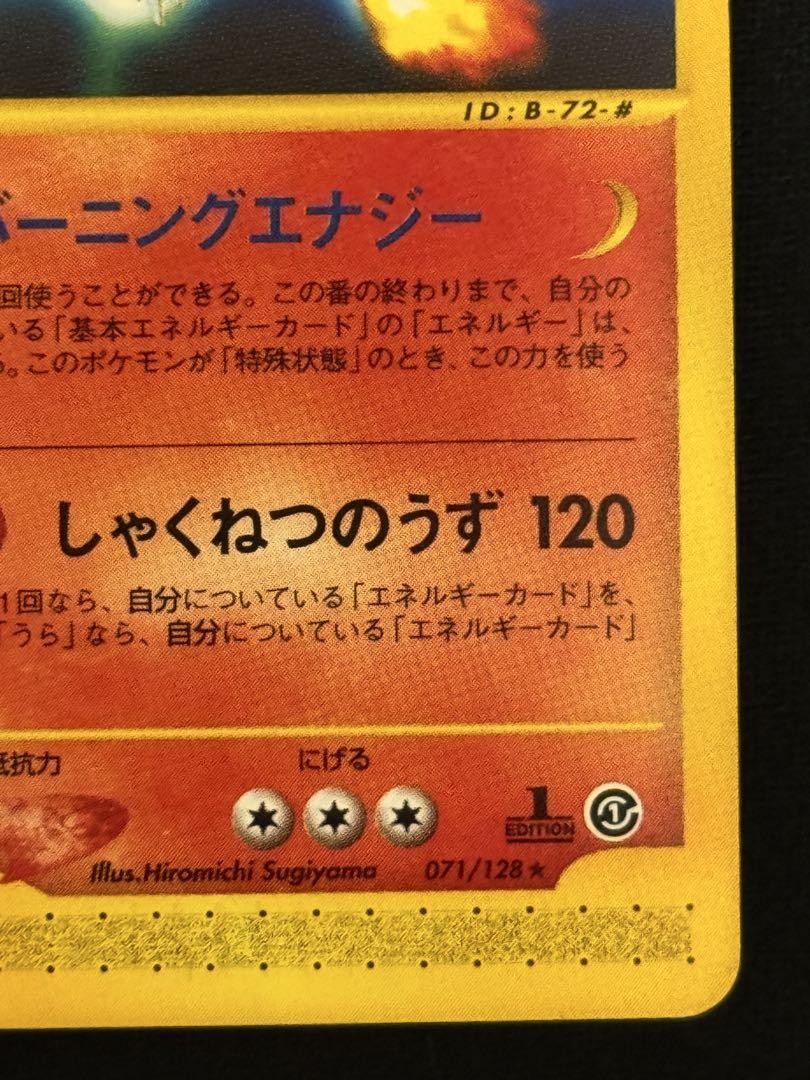 ID:B-72-#
バーニングエナジー
回使うことができる。この番の終わりまで、自分の
いる「基本エネルギーカード」の「エネルギー」は、
る。このポケモンが「特殊状態」のとき、この力を使う
しゃくねつのうず 120
1回なら、自分についている「エネルギーカード」を、
「うら」なら、自分についている「エネルギーカード」
抵抗力 にげる
1
EDITION
1
Illus.Hiromichi Sugiyama 071/128★